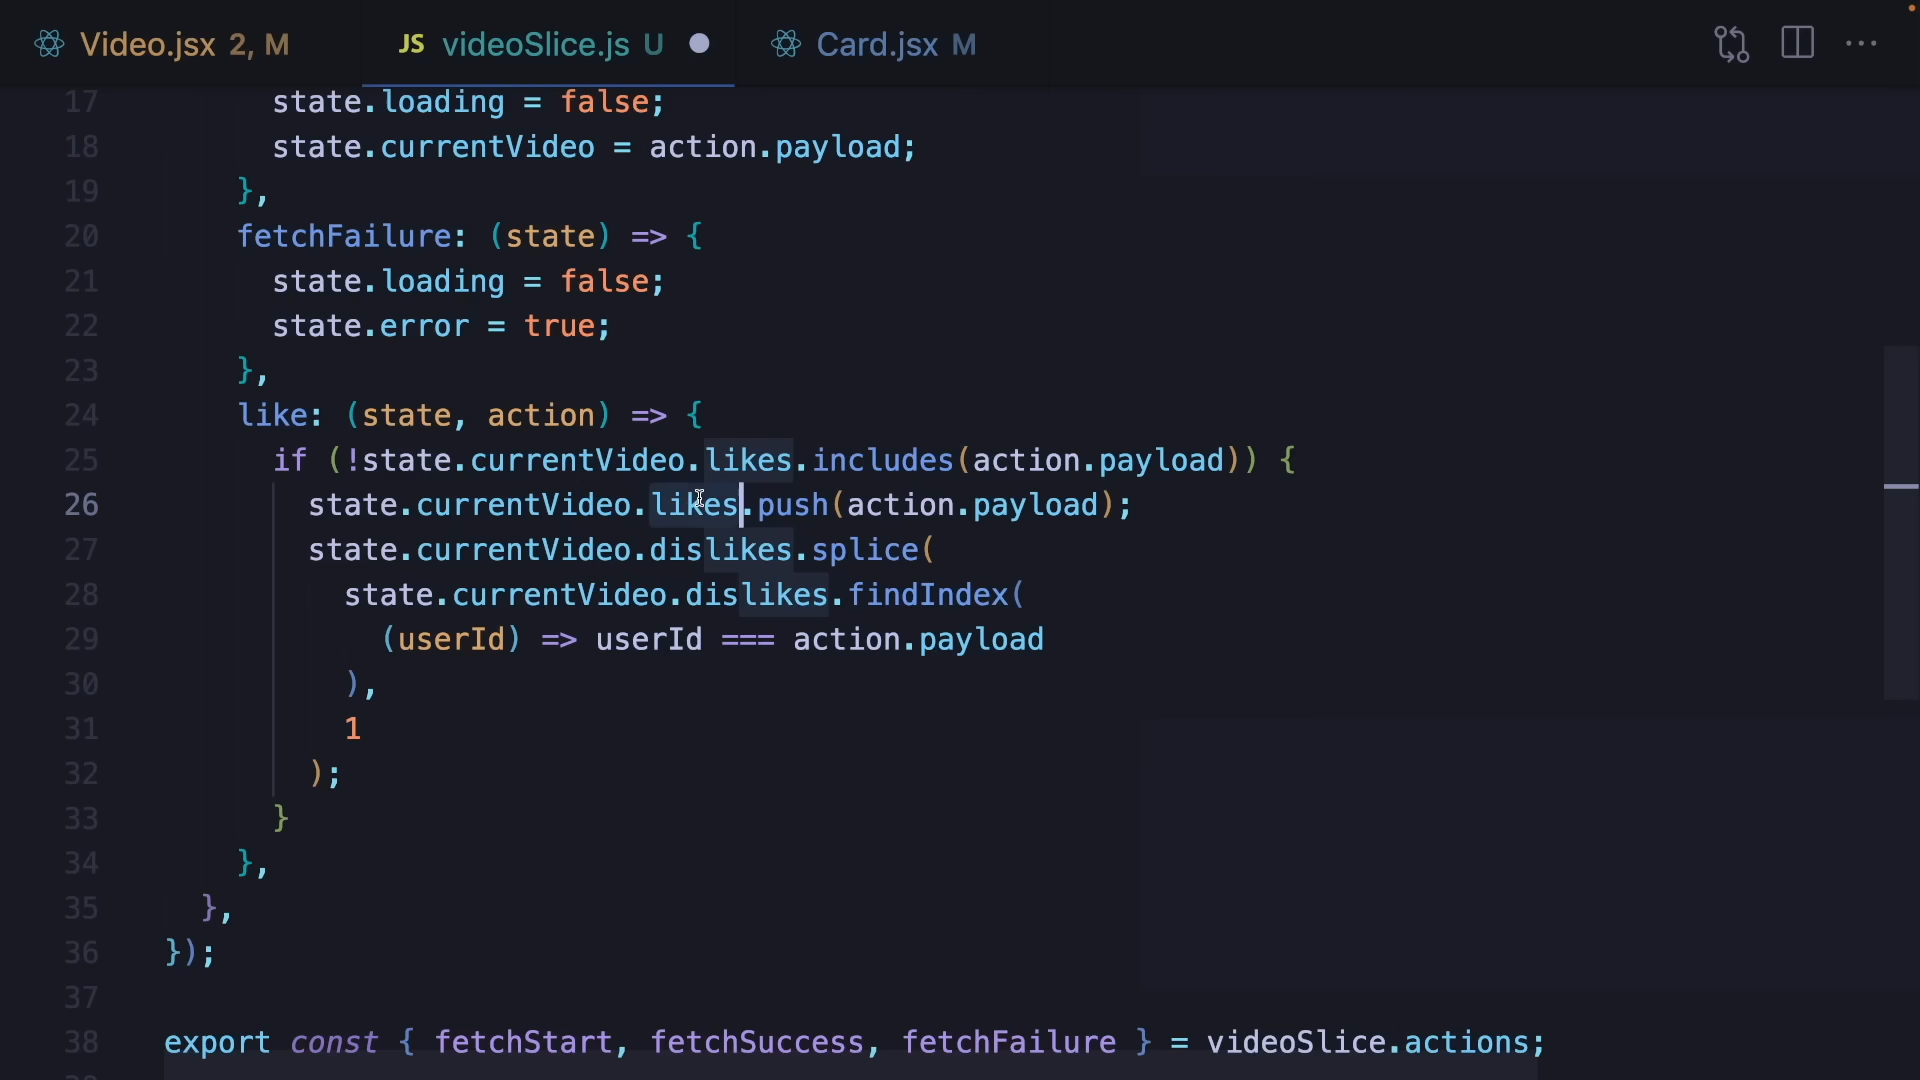 Video.jsx 2, M
JS videoSlice.js U
Card.jsx M
17 state.loading = false;
18 state.currentVideo = action.payload;
19 },
20 fetchFailure: (state) => {
21 state.loading = false;
22 state.error = true;
23 },
24 like: (state, action) => {
25 if (!state.currentVideo.likes.includes(action.payload)) {
26 state.currentVideo.likes.push(action.payload);
27 state.currentVideo.dislikes.splice(
28 state.currentVideo.dislikes.findIndex(
29 (userId) => userId === action.payload
30 ),
31 1
32 );
33 }
34 },
35 },
36 });
37
38 export const { fetchStart, fetchSuccess, fetchFailure } = videoSlice.actions;